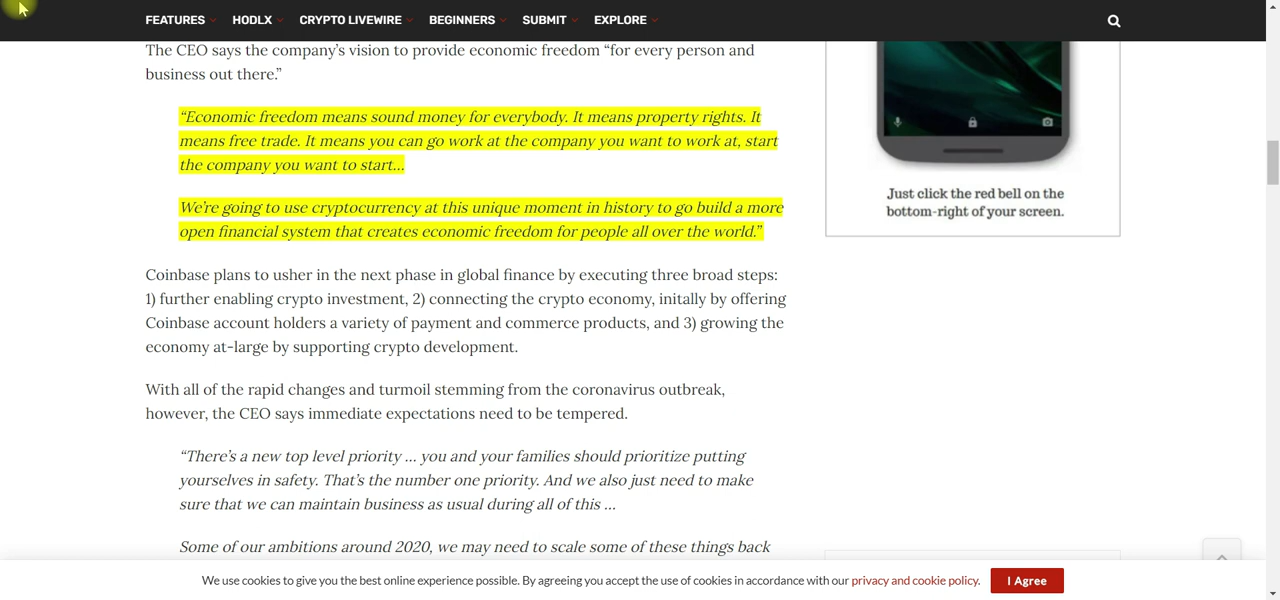 FEATURES HODLX CRYPTO LIVEWIRE BEGINNERS SUBMIT EXPLORE
The CEO says the company’s vision to provide economic freedom “for every person and
business out there.”
“Economic freedom means sound money for everybody. It means property rights. It
means free trade. It means you can go work at the company you want to work at, start
the company you want to start…
We’re going to use cryptocurrency at this unique moment in history to go build a more
open financial system that creates economic freedom for people all over the world.”
Coinbase plans to usher in the next phase in global finance by executing three broad steps:
1) further enabling crypto investment, 2) connecting the crypto economy, initally by offering
Coinbase account holders a variety of payment and commerce products, and 3) growing the
economy at-large by supporting crypto development.
With all of the rapid changes and turmoil stemming from the coronavirus outbreak,
however, the CEO says immediate expectations need to be tempered.
“There’s a new top level priority … you and your families should prioritize putting
yourselves in safety. That’s the number one priority. And we also just need to make
sure that we can maintain business as usual during all of this …
Some of our ambitions around 2020, we may need to scale some of these things back
Just click the red bell on the
bottom-right of your screen.
We use cookies to give you the best online experience possible. By agreeing you accept the use of cookies in accordance with our privacy and cookie policy. I Agree